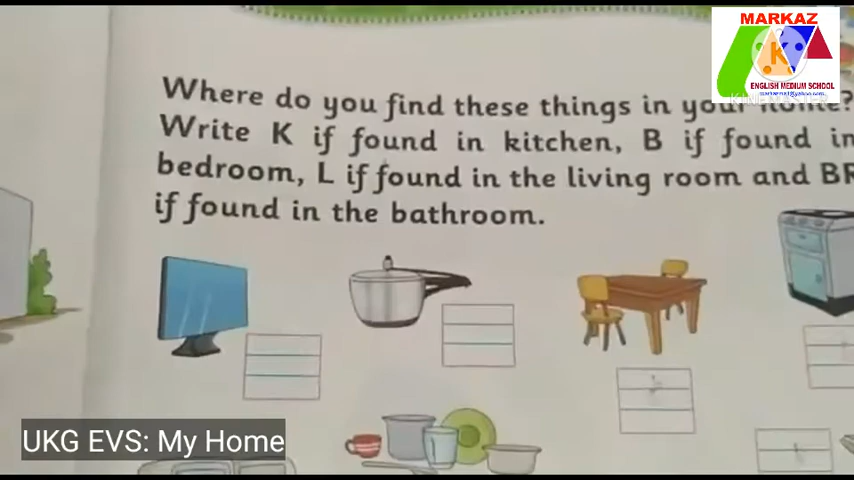 MARKAZ
K
ENGLISH MEDIUM SCHOOL
KINEMASTER
Where do you find these things in your home?
Write K if found in kitchen, B if found in
bedroom, L if found in the living room and BR
if found in the bathroom.
UKG EVS: My Home